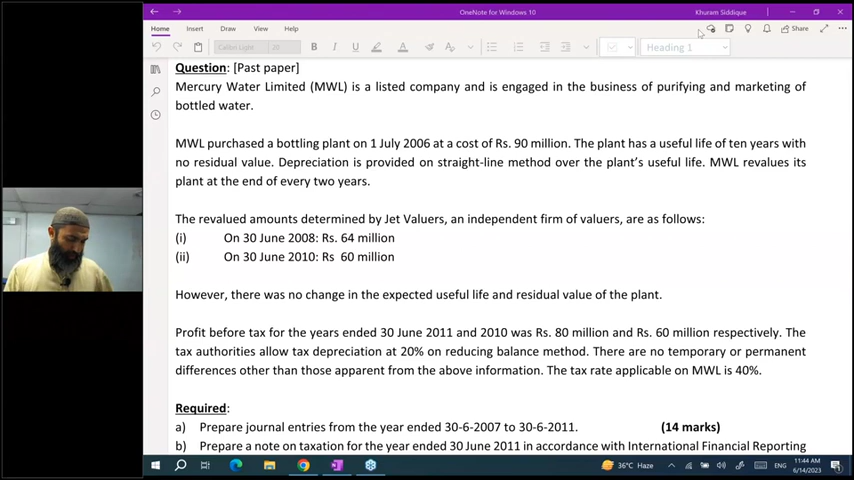 OneNote for Windows 10
Khuram Siddique
Home
Insert
Draw
View
Help
Share
Calibri Light
20
B
I
U
A
Heading 1
Question: [Past paper]
Mercury Water Limited (MWL) is a listed company and is engaged in the business of purifying and marketing of
bottled water.
MWL purchased a bottling plant on 1 July 2006 at a cost of Rs. 90 million. The plant has a useful life of ten years with
no residual value. Depreciation is provided on straight-line method over the plant's useful life. MWL revalues its
plant at the end of every two years.
The revalued amounts determined by Jet Valuers, an independent firm of valuers, are as follows:
(i) On 30 June 2008: Rs. 64 million
(ii) On 30 June 2010: Rs 60 million
However, there was no change in the expected useful life and residual value of the plant.
Profit before tax for the years ended 30 June 2011 and 2010 was Rs. 80 million and Rs. 60 million respectively. The
tax authorities allow tax depreciation at 20% on reducing balance method. There are no temporary or permanent
differences other than those apparent from the above information. The tax rate applicable on MWL is 40%.
Required:
a) Prepare journal entries from the year ended 30-6-2007 to 30-6-2011. (14 marks)
b) Prepare a note on taxation for the year ended 30 June 2011 in accordance with International Financial Reporting
36°C Haze
11:44 AM
6/14/2023